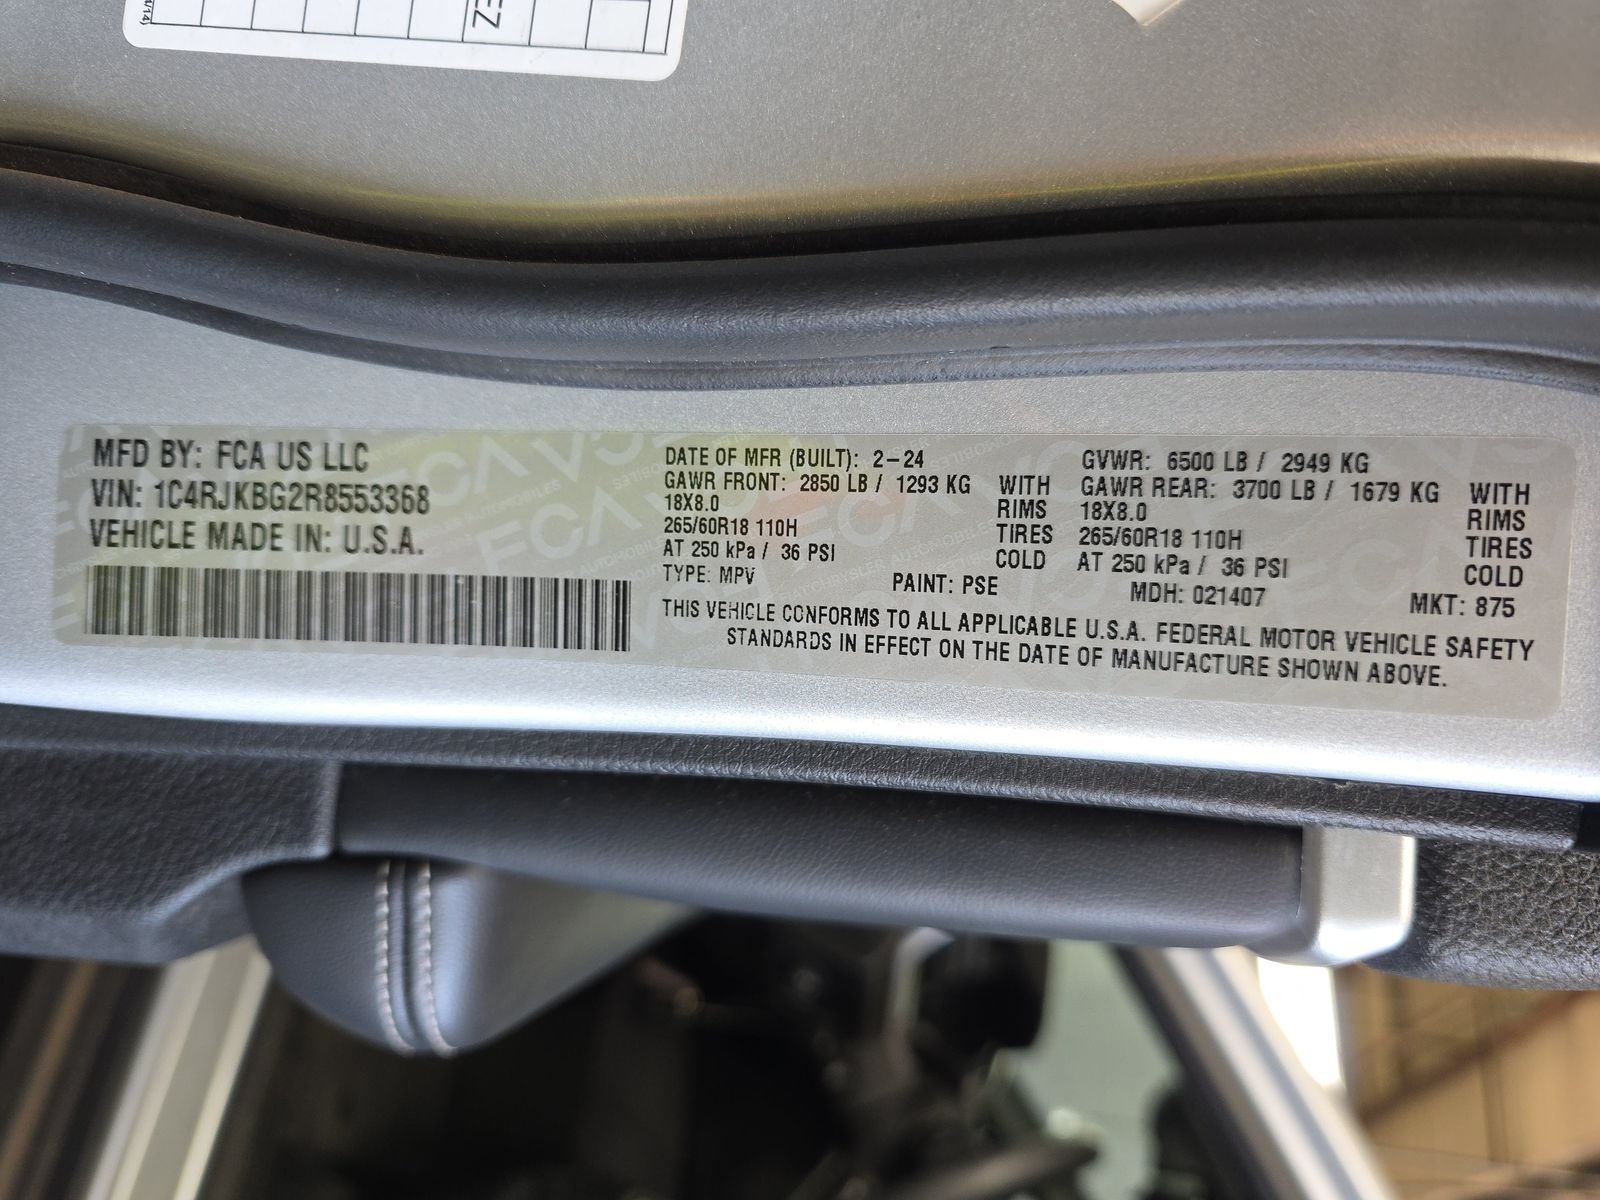 4/14)
EZ
MFD BY: FCA US LLC
VIN: 1C4RJKBG2R8553368
VEHICLE MADE IN: U.S.A.
DATE OF MFR (BUILT): 2-24
GAWR FRONT: 2850 LB / 1293 KG WITH
18X8.0 RIMS
265/60R18 110H TIRES
AT 250 kPa / 36 PSI COLD
TYPE: MPV PAINT: PSE
GVWR: 6500 LB / 2949 KG
GAWR REAR: 3700 LB / 1679 KG WITH
18X8.0 RIMS
265/60R18 110H TIRES
AT 250 kPa / 36 PSI COLD
MDH: 021407 MKT: 875
THIS VEHICLE CONFORMS TO ALL APPLICABLE U.S.A. FEDERAL MOTOR VEHICLE SAFETY
STANDARDS IN EFFECT ON THE DATE OF MANUFACTURE SHOWN ABOVE.